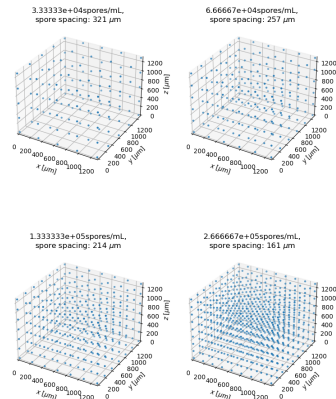 3.33333e+04spores/mL,
spore spacing: 321 μm
6.66667e+04spores/mL,
spore spacing: 257 μm
1200
1000
800
600
400
200
0
z [μm]
0 200 400 600 800 1000 1200
x [μm]
0 200 400 600 800 1000 1200
y [μm]
1200
1000
800
600
400
200
0
z [μm]
0 200 400 600 800 1000 1200
x [μm]
0 200 400 600 800 1000 1200
y [μm]
1.333333e+05spores/mL,
spore spacing: 214 μm
2.666667e+05spores/mL,
spore spacing: 161 μm
1200
1000
800
600
400
200
0
z [μm]
0 200 400 600 800 1000 1200
x [μm]
0 200 400 600 800 1000 1200
y [μm]
1200
1000
800
600
400
200
0
0 200 400 600 800 1000 1200
x [μm]
0 200 400 600 800 1000 1200
y [μm]